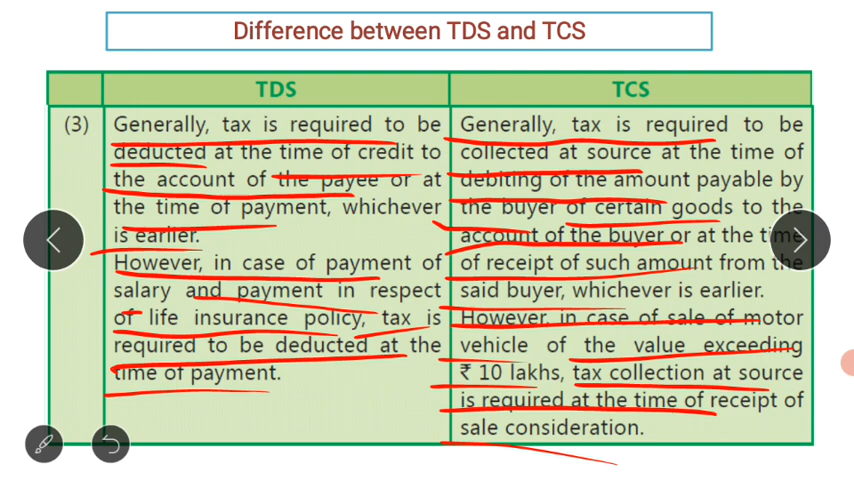 Difference between TDS and TCS
TDS
TCS
(3)
Generally, tax is required to be
deducted at the time of credit to
the account of the payee or at
the time of payment, whichever
is earlier.
However, in case of payment of
salary and payment in respect
of life insurance policy, tax is
required to be deducted at the
time of payment.
Generally, tax is required to be
collected at source at the time of
debiting of the amount payable by
the buyer of certain goods to the
account of the buyer or at the time
of receipt of such amount from the
said buyer, whichever is earlier.
However, in case of sale of motor
vehicle of the value exceeding
₹ 10 lakhs, tax collection at source
is required at the time of receipt of
sale consideration.